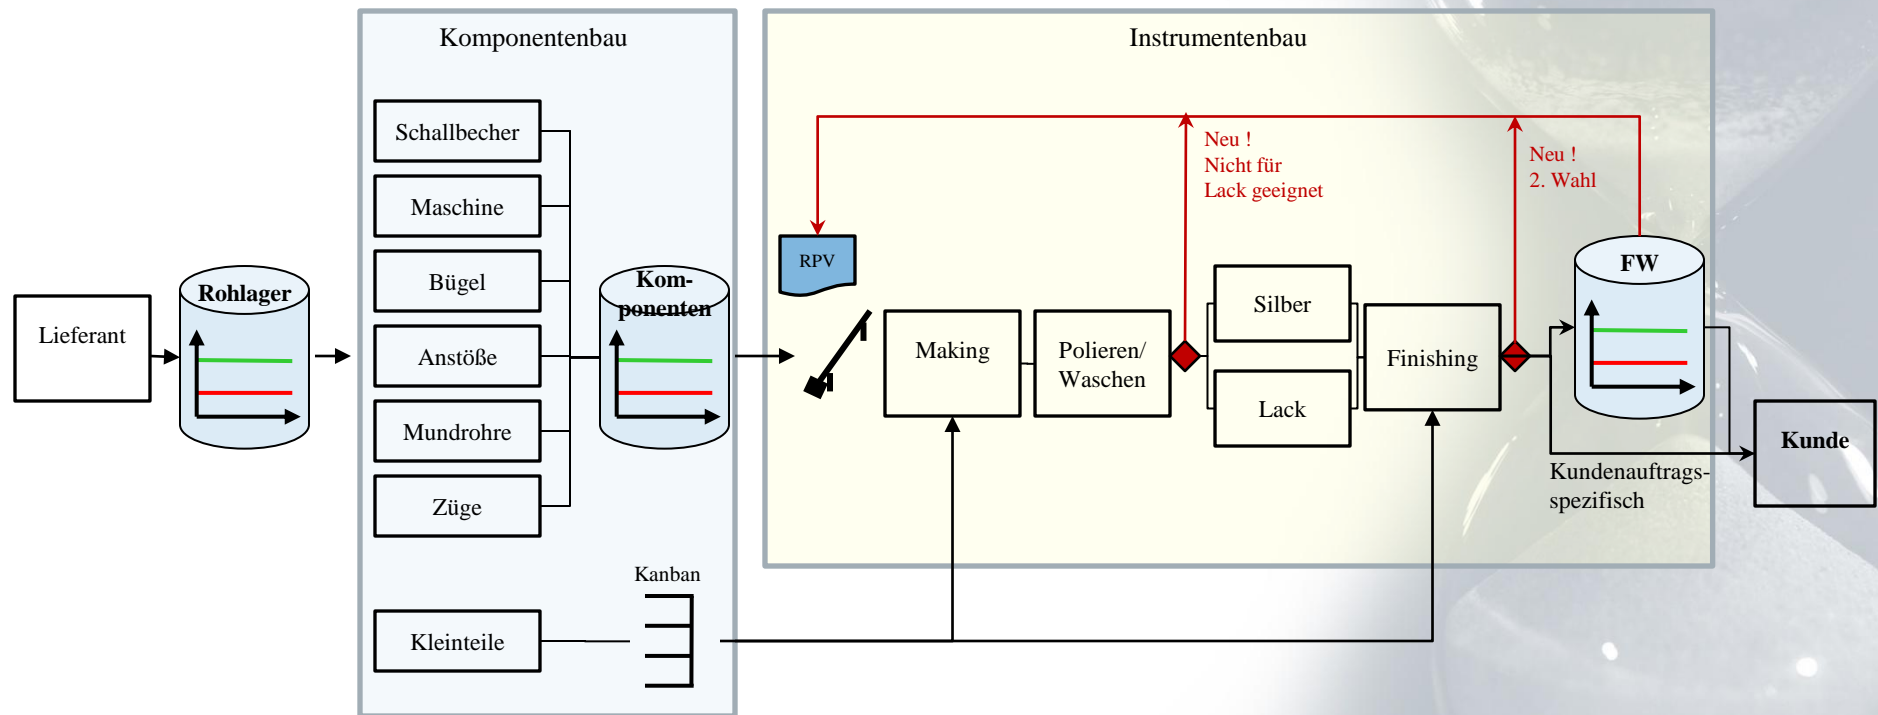 Komponentenbau
Instrumentenbau
Schallbecher
Maschine
Bügel
Anstöße
Mundrohre
Züge
Kleinteile
Kanban
Lieferant
Rohlager
Kom-
ponenten
RPV
Making
Polieren/
Waschen
Neu !
Nicht für
Lack geeignet
Silber
Lack
Finishing
Neu !
2. Wahl
FW
Kundenauftrags-
spezifisch
Kunde